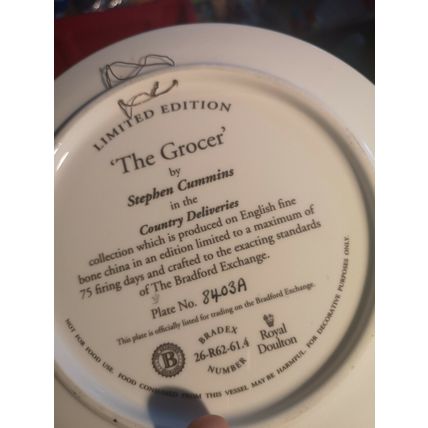 LIMITED EDITION
'The Grocer'
by
Stephen Cummins
in the
Country Deliveries
collection which is produced on English fine
bone china in an edition limited to a maximum of
75 firing days and crafted to the exacting standards
of The Bradford Exchange.
Plate No. 8403A
This plate is officially listed for trading on the Bradford Exchange.
B
BRADEX
26-R62-61.4
NUMBER
Royal
Doulton
NOT FOR FOOD USE. FOOD CONSUMED FROM THIS VESSEL MAY BE HARMFUL. FOR DECORATIVE PURPOSES ONLY.